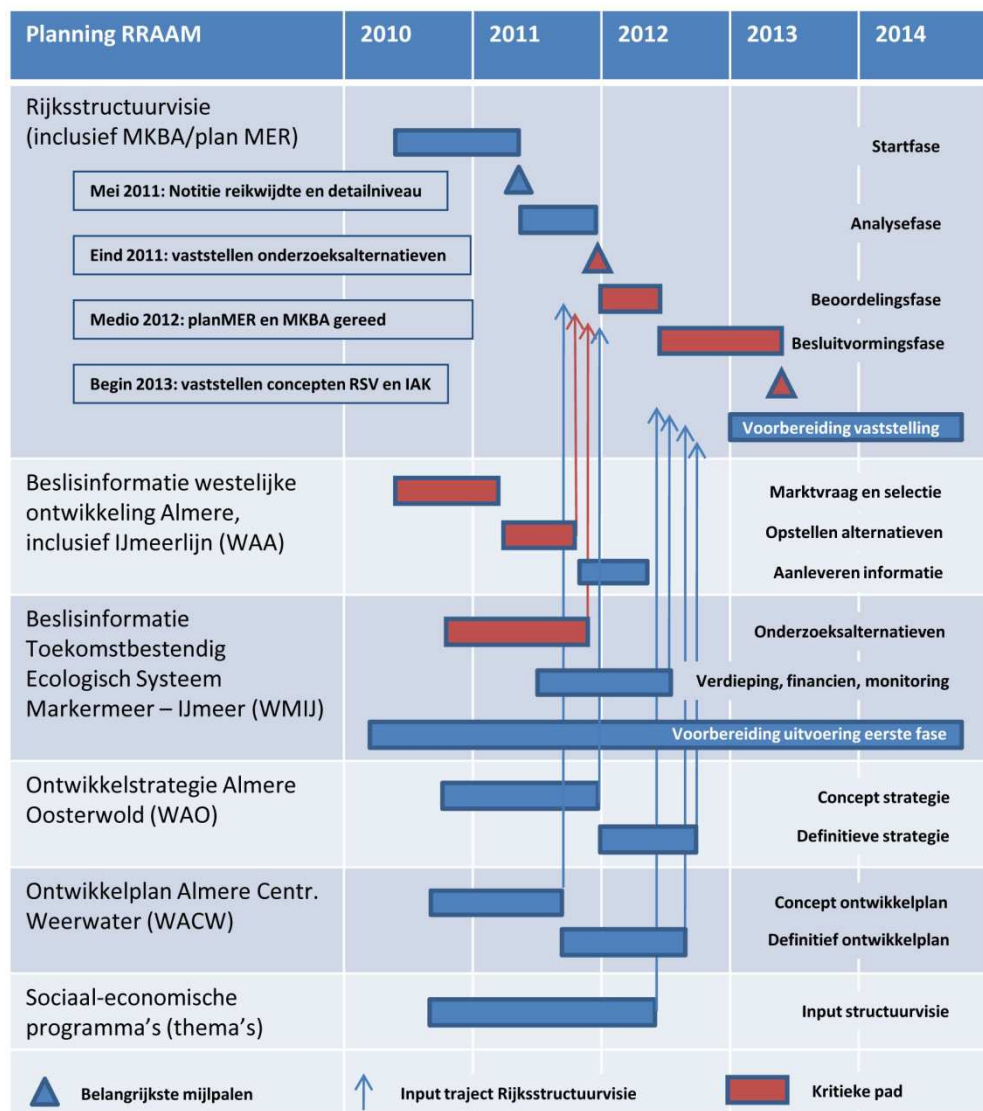 Planning RRAAM 2010 2011 2012 2013 2014
Rijksstructuurvisie
(inclusief MKBA/plan MER)
Startfase
Mei 2011: Notitie reikwijdte en detailniveau
Analysefase
Eind 2011: vaststellen onderzoeksalternatieven
Beoordelingsfase
Medio 2012: planMER en MKBA gereed
Besluitvormingsfase
Begin 2013: vaststellen concepten RSV en IAK
Voorbereiding vaststelling
Beslisinformatie westelijke
ontwikkeling Almere,
inclusief IJmeerlijn (WAA)
Marktvraag en selectie
Opstellen alternatieven
Aanleveren informatie
Beslisinformatie
Toekomstbestendig
Ecologisch Systeem
Markermeer – IJmeer (WMIJ)
Onderzoeksalternatieven
Verdieping, financien, monitoring
Voorbereiding uitvoering eerste fase
Ontwikkelstrategie Almere
Oosterwold (WAO)
Concept strategie
Definitieve strategie
Ontwikkelplan Almere Centr.
Weerwater (WACW)
Concept ontwikkelplan
Definitief ontwikkelplan
Sociaal-economische
programma's (thema's)
Input structuurvisie
Belangrijkste mijlpalen
Input traject Rijksstructuurvisie
Kritieke pad